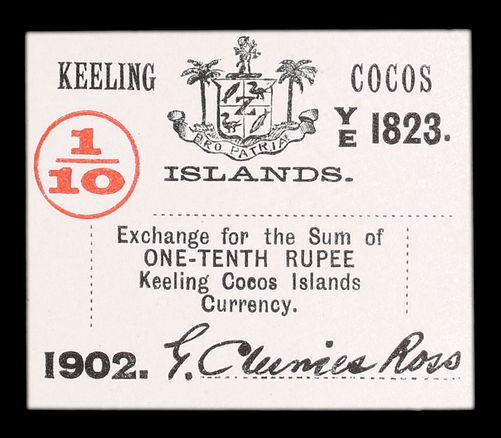 KEELING COCOS
YE 1823.
PRO PATRIA
ISLANDS.
1/10
Exchange for the Sum of
ONE-TENTH RUPEE
Keeling Cocos Islands
Currency.
1902. G. Clunies Ross